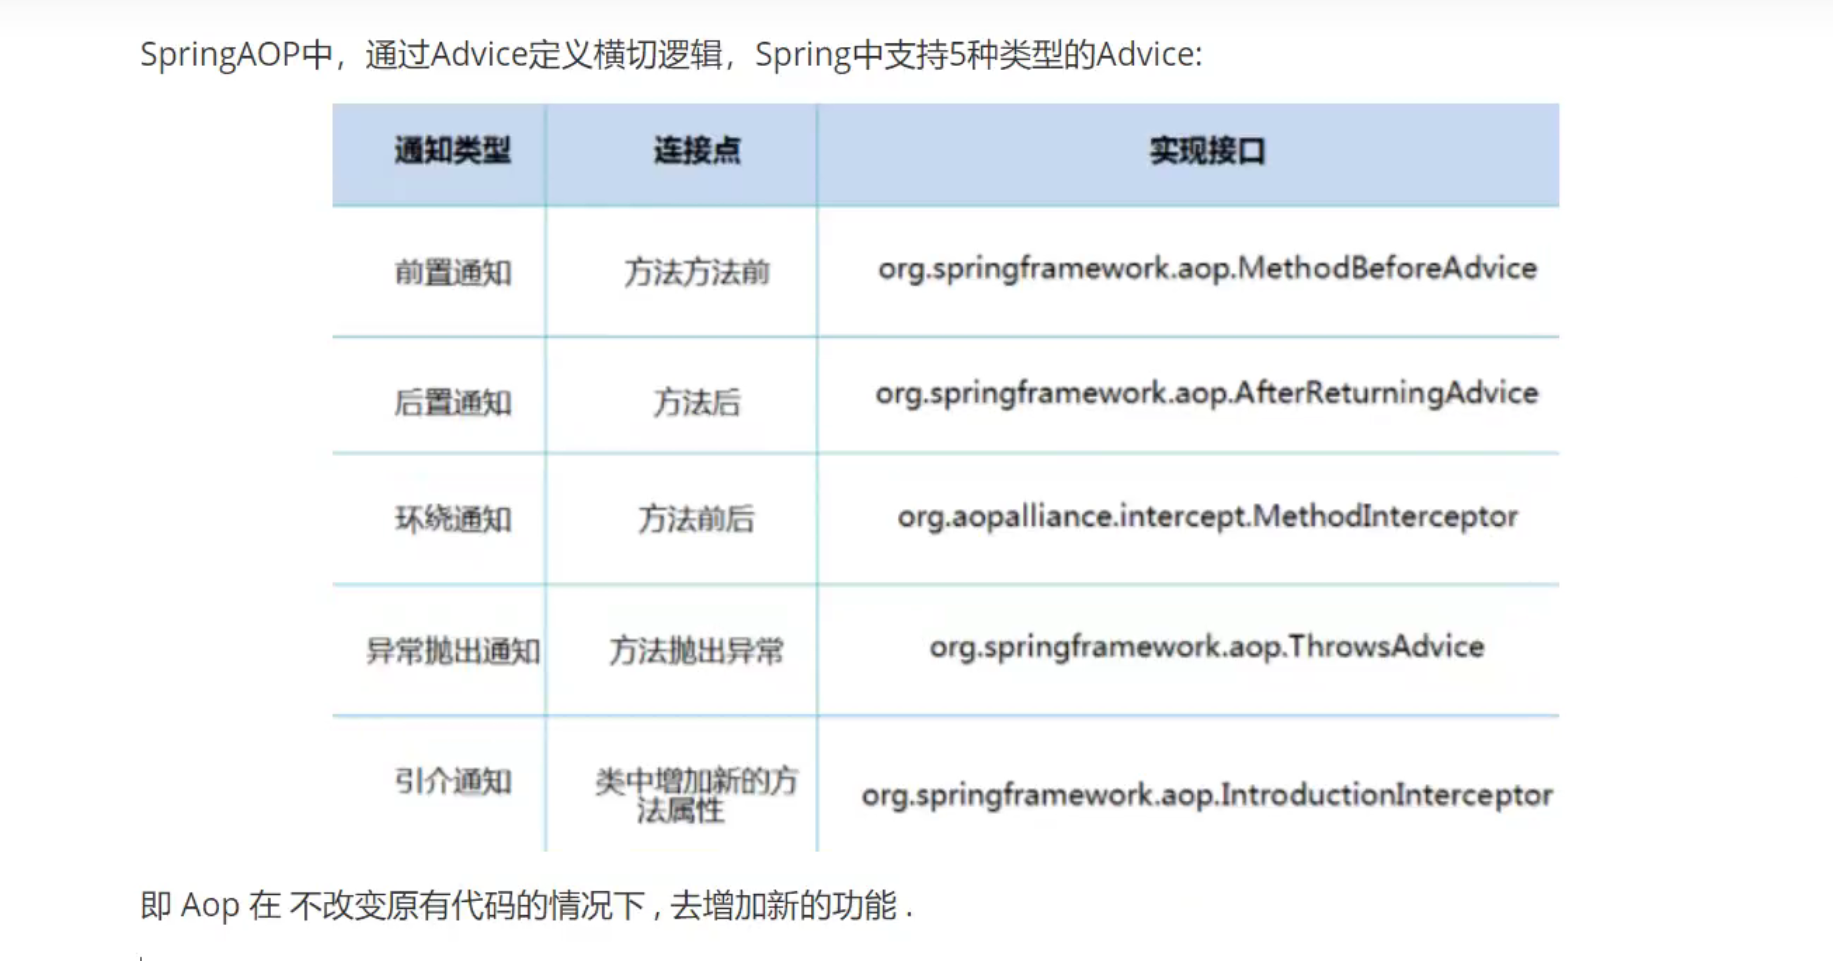 SpringAOP中，通过Advice定义横切逻辑，Spring中支持5种类型的Advice:
通知类型 连接点 实现接口
前置通知 方法方法前 org.springframework.aop.MethodBeforeAdvice
后置通知 方法后 org.springframework.aop.AfterReturningAdvice
环绕通知 方法前后 org.aopalliance.intercept.MethodInterceptor
异常抛出通知 方法抛出异常 org.springframework.aop.ThrowsAdvice
引介通知 类中增加新的方
法属性 org.springframework.aop.IntroductionInterceptor
即 Aop 在 不改变原有代码的情况下 , 去增加新的功能 .